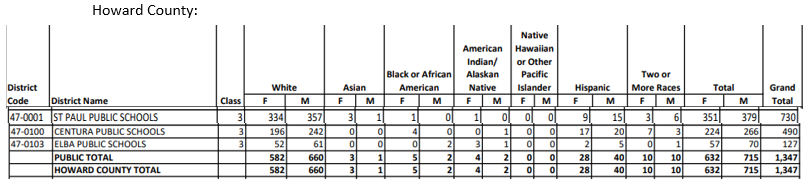 Howard County:
Native
American Hawaiian
Indian/ or Other
Black or African Alaskan Pacific Two or
District White Asian American Native Islander Hispanic More Races Total Grand
Code District Name Class F M F M F M F M F M F M F M F M Total
47-0001 ST PAUL PUBLIC SCHOOLS 3 334 357 3 1 1 0 1 0 0 0 9 15 3 6 351 379 730
47-0100 CENTURA PUBLIC SCHOOLS 3 196 242 0 0 4 0 0 1 0 0 17 20 7 3 224 266 490
47-0103 ELBA PUBLIC SCHOOLS 3 52 61 0 0 0 2 3 1 0 0 2 5 0 1 57 70 127
PUBLIC TOTAL 582 660 3 1 5 2 4 2 0 0 28 40 10 10 632 715 1,347
HOWARD COUNTY TOTAL 582 660 3 1 5 2 4 2 0 0 28 40 10 10 632 715 1,347